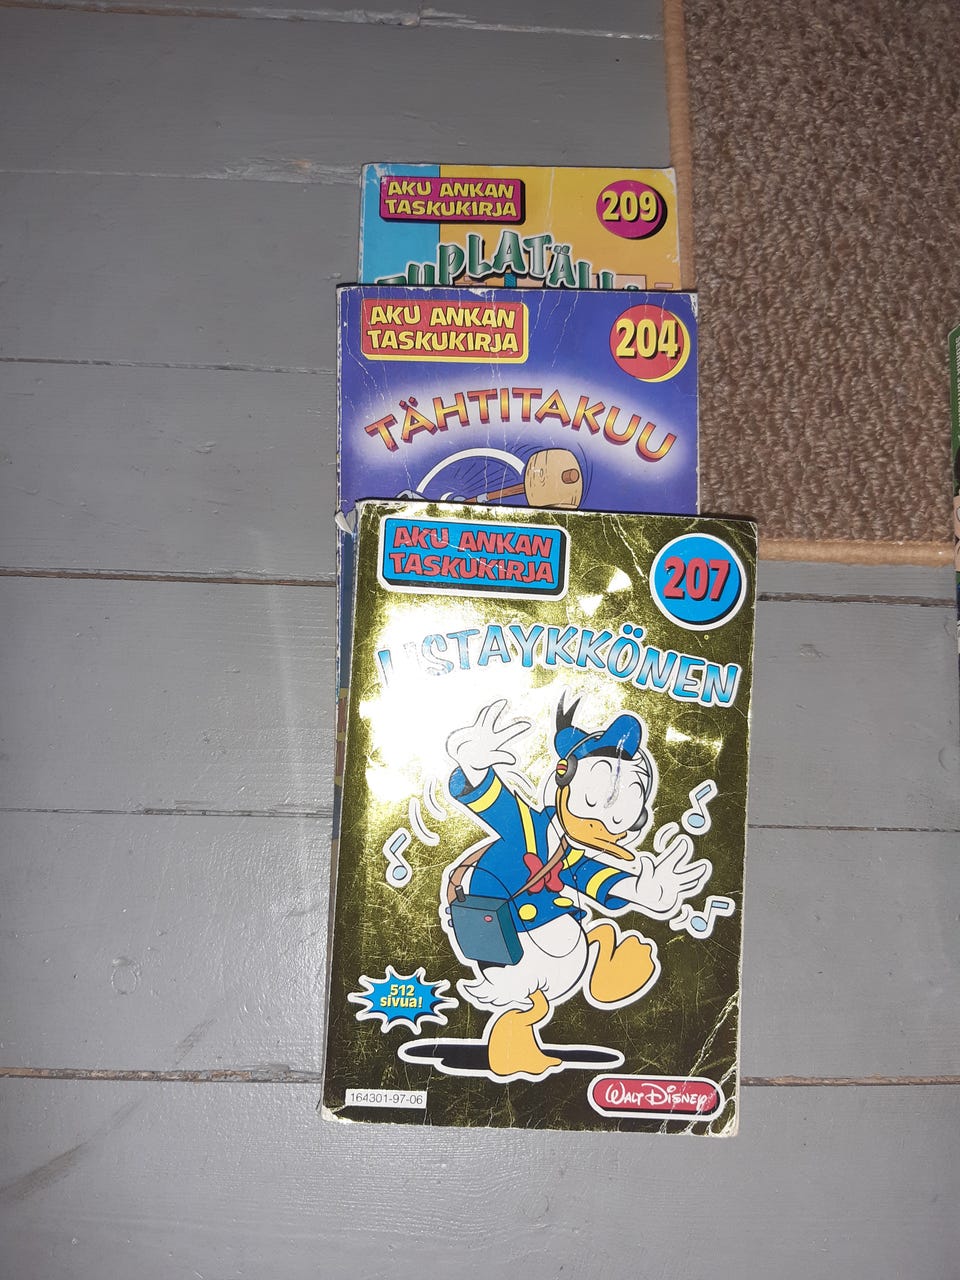 AKU ANKAN
TASKUKIRJA
209
AKU ANKAN
TASKUKIRJA
204
TÄHTITAKUU
AKU ANKAN
TASKUKIRJA
207
LISTAYKKÖNEN
512
sivua!
164301-97-06
WALT DISNEY